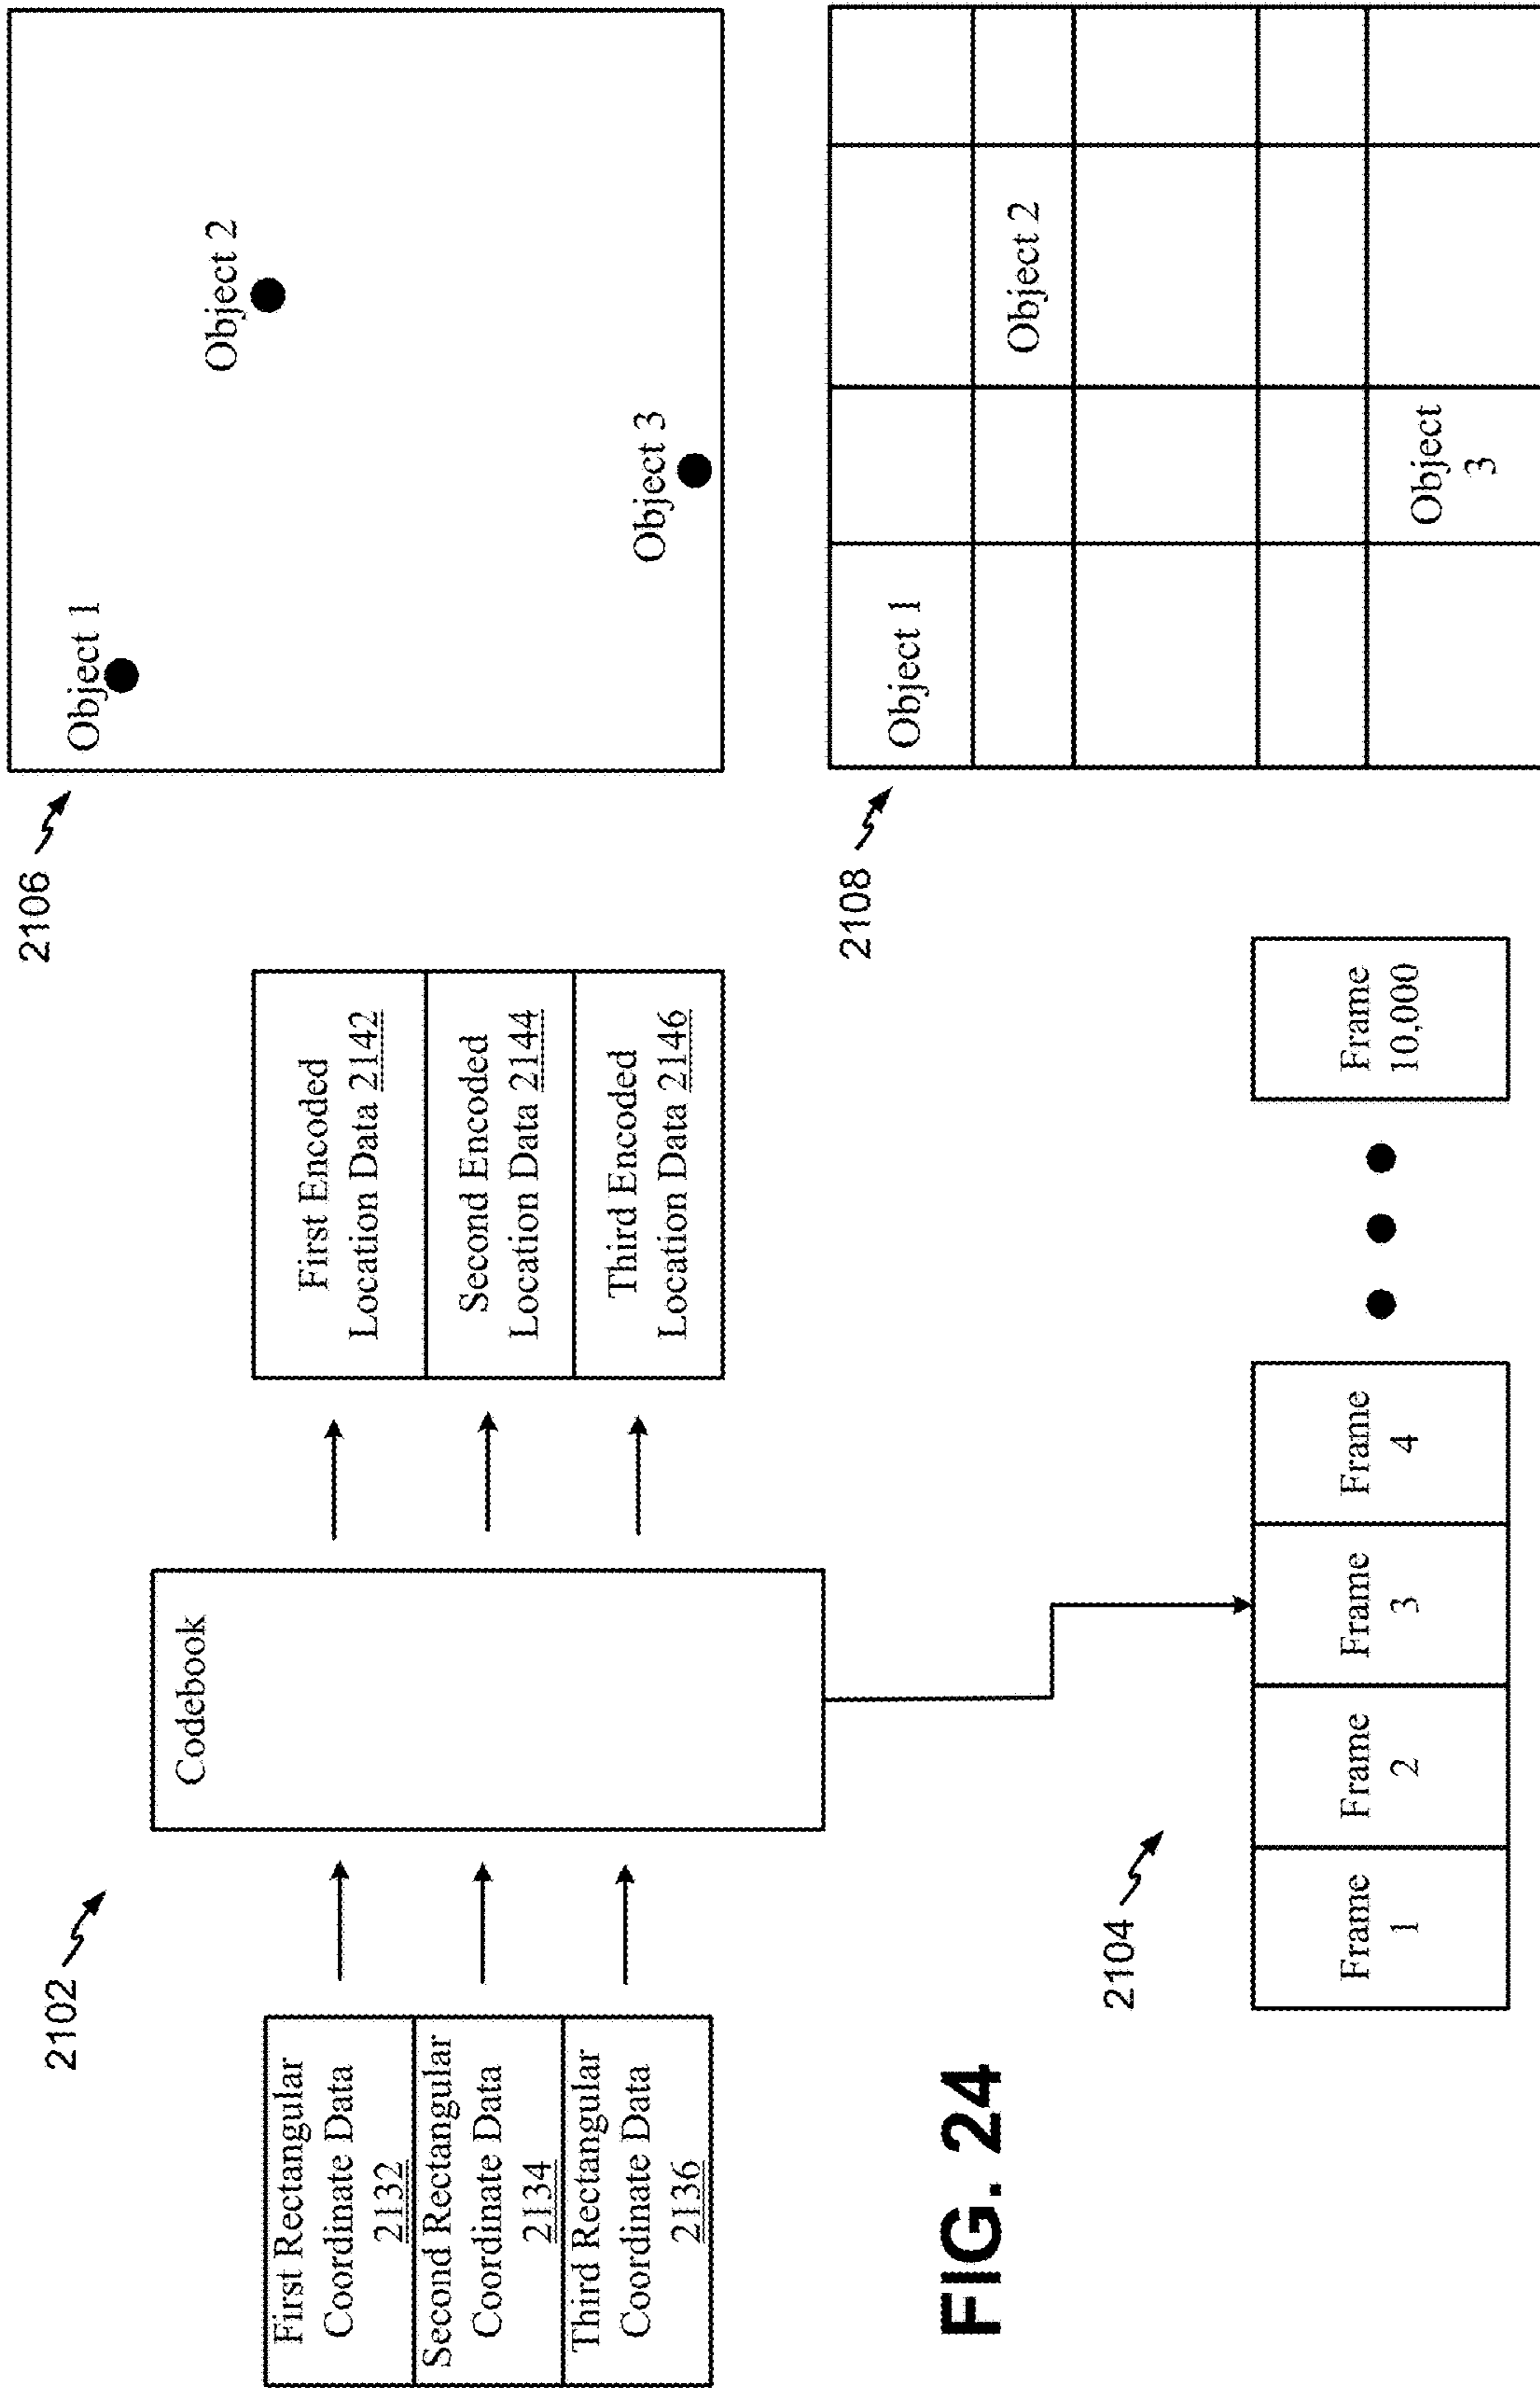 2102
First Rectangular
Coordinate Data
2132
Second Rectangular
Coordinate Data
2134
Third Rectangular
Coordinate Data
2136
Codebook
First Encoded
Location Data 2142
Second Encoded
Location Data 2144
Third Encoded
Location Data 2146
2106
Object 1
Object 2
Object 3
2104
Frame
1
Frame
2
Frame
3
Frame
4
Frame
10,000
2108
Object 1
Object 2
Object
3
FIG. 24